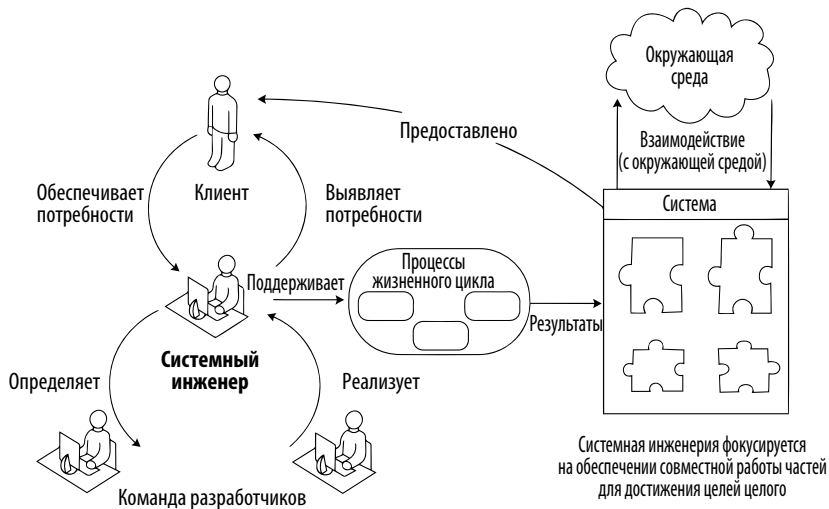 Окружающая
среда
Предоставлено
Взаимодействие
(с окружающей средой)
Обеспечивает
потребности
Клиент
Выявляет
потребности
Система
Поддерживает
Процессы
жизненного цикла
Результаты
Системный
инженер
Определяет
Реализует
Команда разработчиков
Системная инженерия фокусируется
на обеспечении совместной работы частей
для достижения целей целого